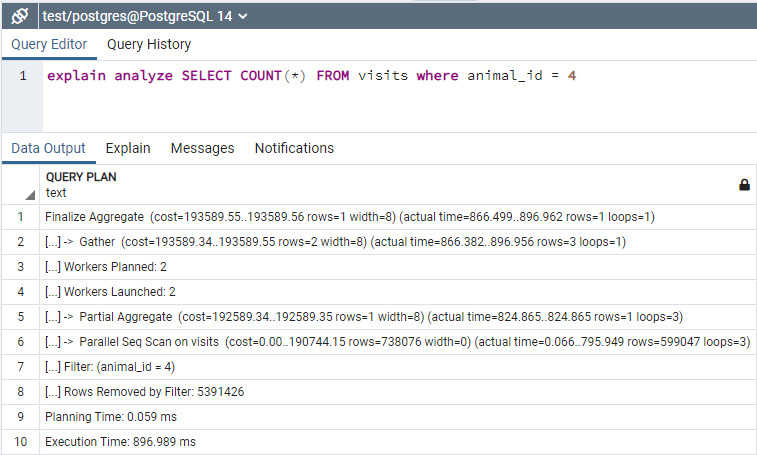 test/postgres@PostgreSQL 14
Query Editor Query History
1 explain analyze SELECT COUNT(*) FROM visits where animal_id = 4
Data Output Explain Messages Notifications
QUERY PLAN
text
1 Finalize Aggregate (cost=193589.55..193589.56 rows=1 width=8) (actual time=866.499..896.962 rows=1 loops=1)
2 [...] -> Gather (cost=193589.34..193589.55 rows=2 width=8) (actual time=866.382..896.956 rows=3 loops=1)
3 [...] Workers Planned: 2
4 [...] Workers Launched: 2
5 [...] -> Partial Aggregate (cost=192589.34..192589.35 rows=1 width=8) (actual time=824.865..824.865 rows=1 loops=3)
6 [...] -> Parallel Seq Scan on visits (cost=0.00..190744.15 rows=738076 width=0) (actual time=0.066..795.949 rows=599047 loops=3)
7 [...] Filter: (animal_id = 4)
8 [...] Rows Removed by Filter: 5391426
9 Planning Time: 0.059 ms
10 Execution Time: 896.989 ms